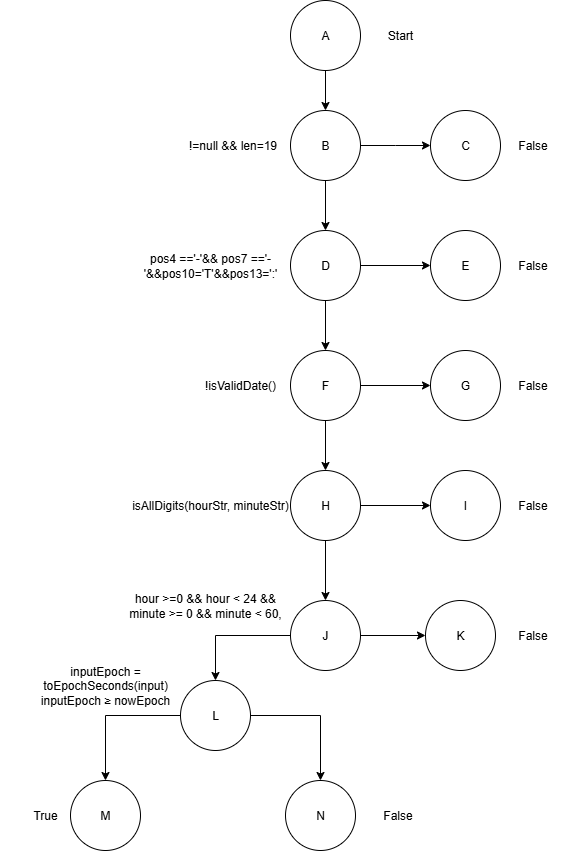 A
Start
!=null && len=19
B
C
False
pos4 =='-'&& pos7 =='-
'&&pos10='T'&&pos13=':'
D
E
False
!isValidDate()
F
G
False
isAllDigits(hourStr, minuteStr)
H
I
False
hour >=0 && hour < 24 &&
minute >= 0 && minute < 60,
J
K
False
inputEpoch =
toEpochSeconds(input)
inputEpoch ≥ nowEpoch
L
True
M
N
False